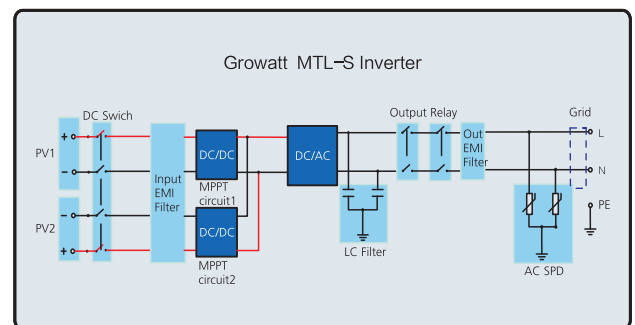 Growatt MTL-S Inverter
DC Swich
Output Relay
Grid
PV1
+
-
PV2
-
+
Input
EMI
Filter
DC/DC
MPPT
circuit1
DC/DC
MPPT
circuit2
DC/AC
LC Filter
Out
EMI
Filter
L
N
PE
AC SPD